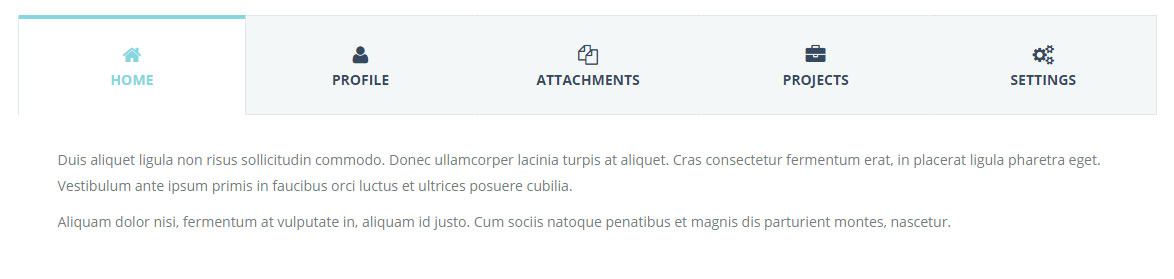 HOME
PROFILE
ATTACHMENTS
PROJECTS
SETTINGS
Duis aliquet ligula non risus sollicitudin commodo. Donec ullamcorper lacinia turpis at aliquet. Cras consectetur fermentum erat, in placerat ligula pharetra eget.
Vestibulum ante ipsum primis in faucibus orci luctus et ultrices posuere cubilia.
Aliquam dolor nisi, fermentum at vulputate in, aliquam id justo. Cum sociis natoque penatibus et magnis dis parturient montes, nascetur.